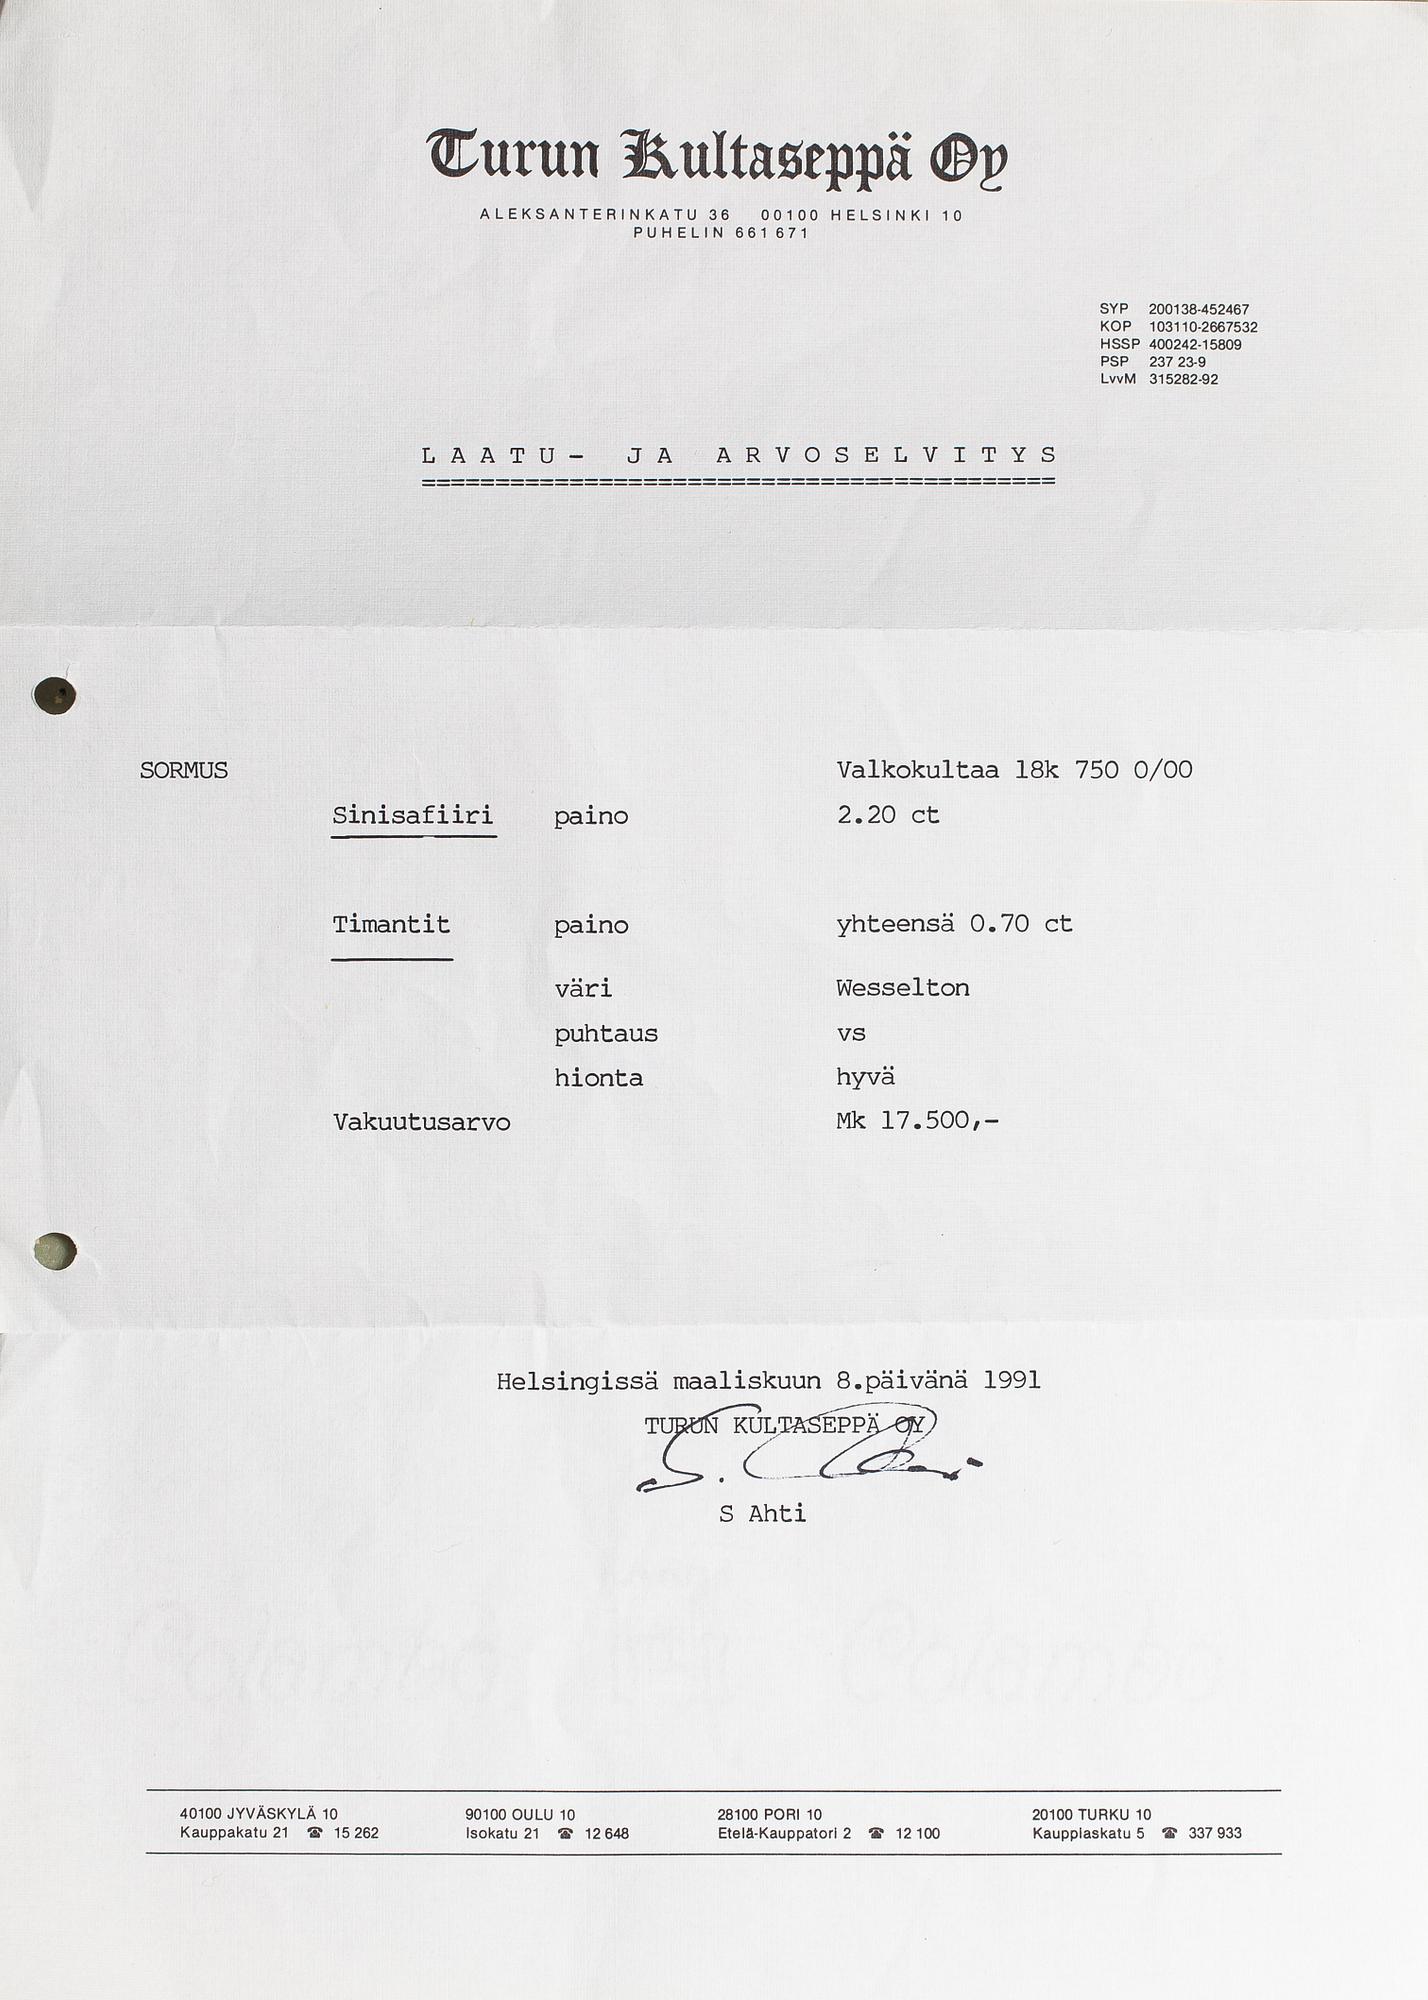 Turun Kultaseppä Oy
ALEKSANTERINKATU 36 00100 HELSINKI 10
PUHELIN 661 671
SYP 200138-452467
KOP 103110-2667532
HSSP 400242-15809
PSP 237 23-9
LvvM 315282-92
LAATU- JA ARVOSELVITYS
SORMUS Valkokultaa 18k 750 0/00
Sinisafiiri paino 2.20 ct
Timantit paino yhteensä 0.70 ct
väri Wesselton
puhtaus vs
hionta hyvä
Vakuutusarvo Mk 17.500,-
Helsingissä maaliskuun 8.päivänä 1991
TURUN KULTASEPPÄ OY
S Ahti
40100 JYVÄSKYLÄ 10 90100 OULU 10 28100 PORI 10 20100 TURKU 10
Kauppakatu 21 ☎ 15 262 Isokatu 21 ☎ 12 648 Etelä-Kauppatori 2 ☎ 12 100 Kauppiaskatu 5 ☎ 337 933